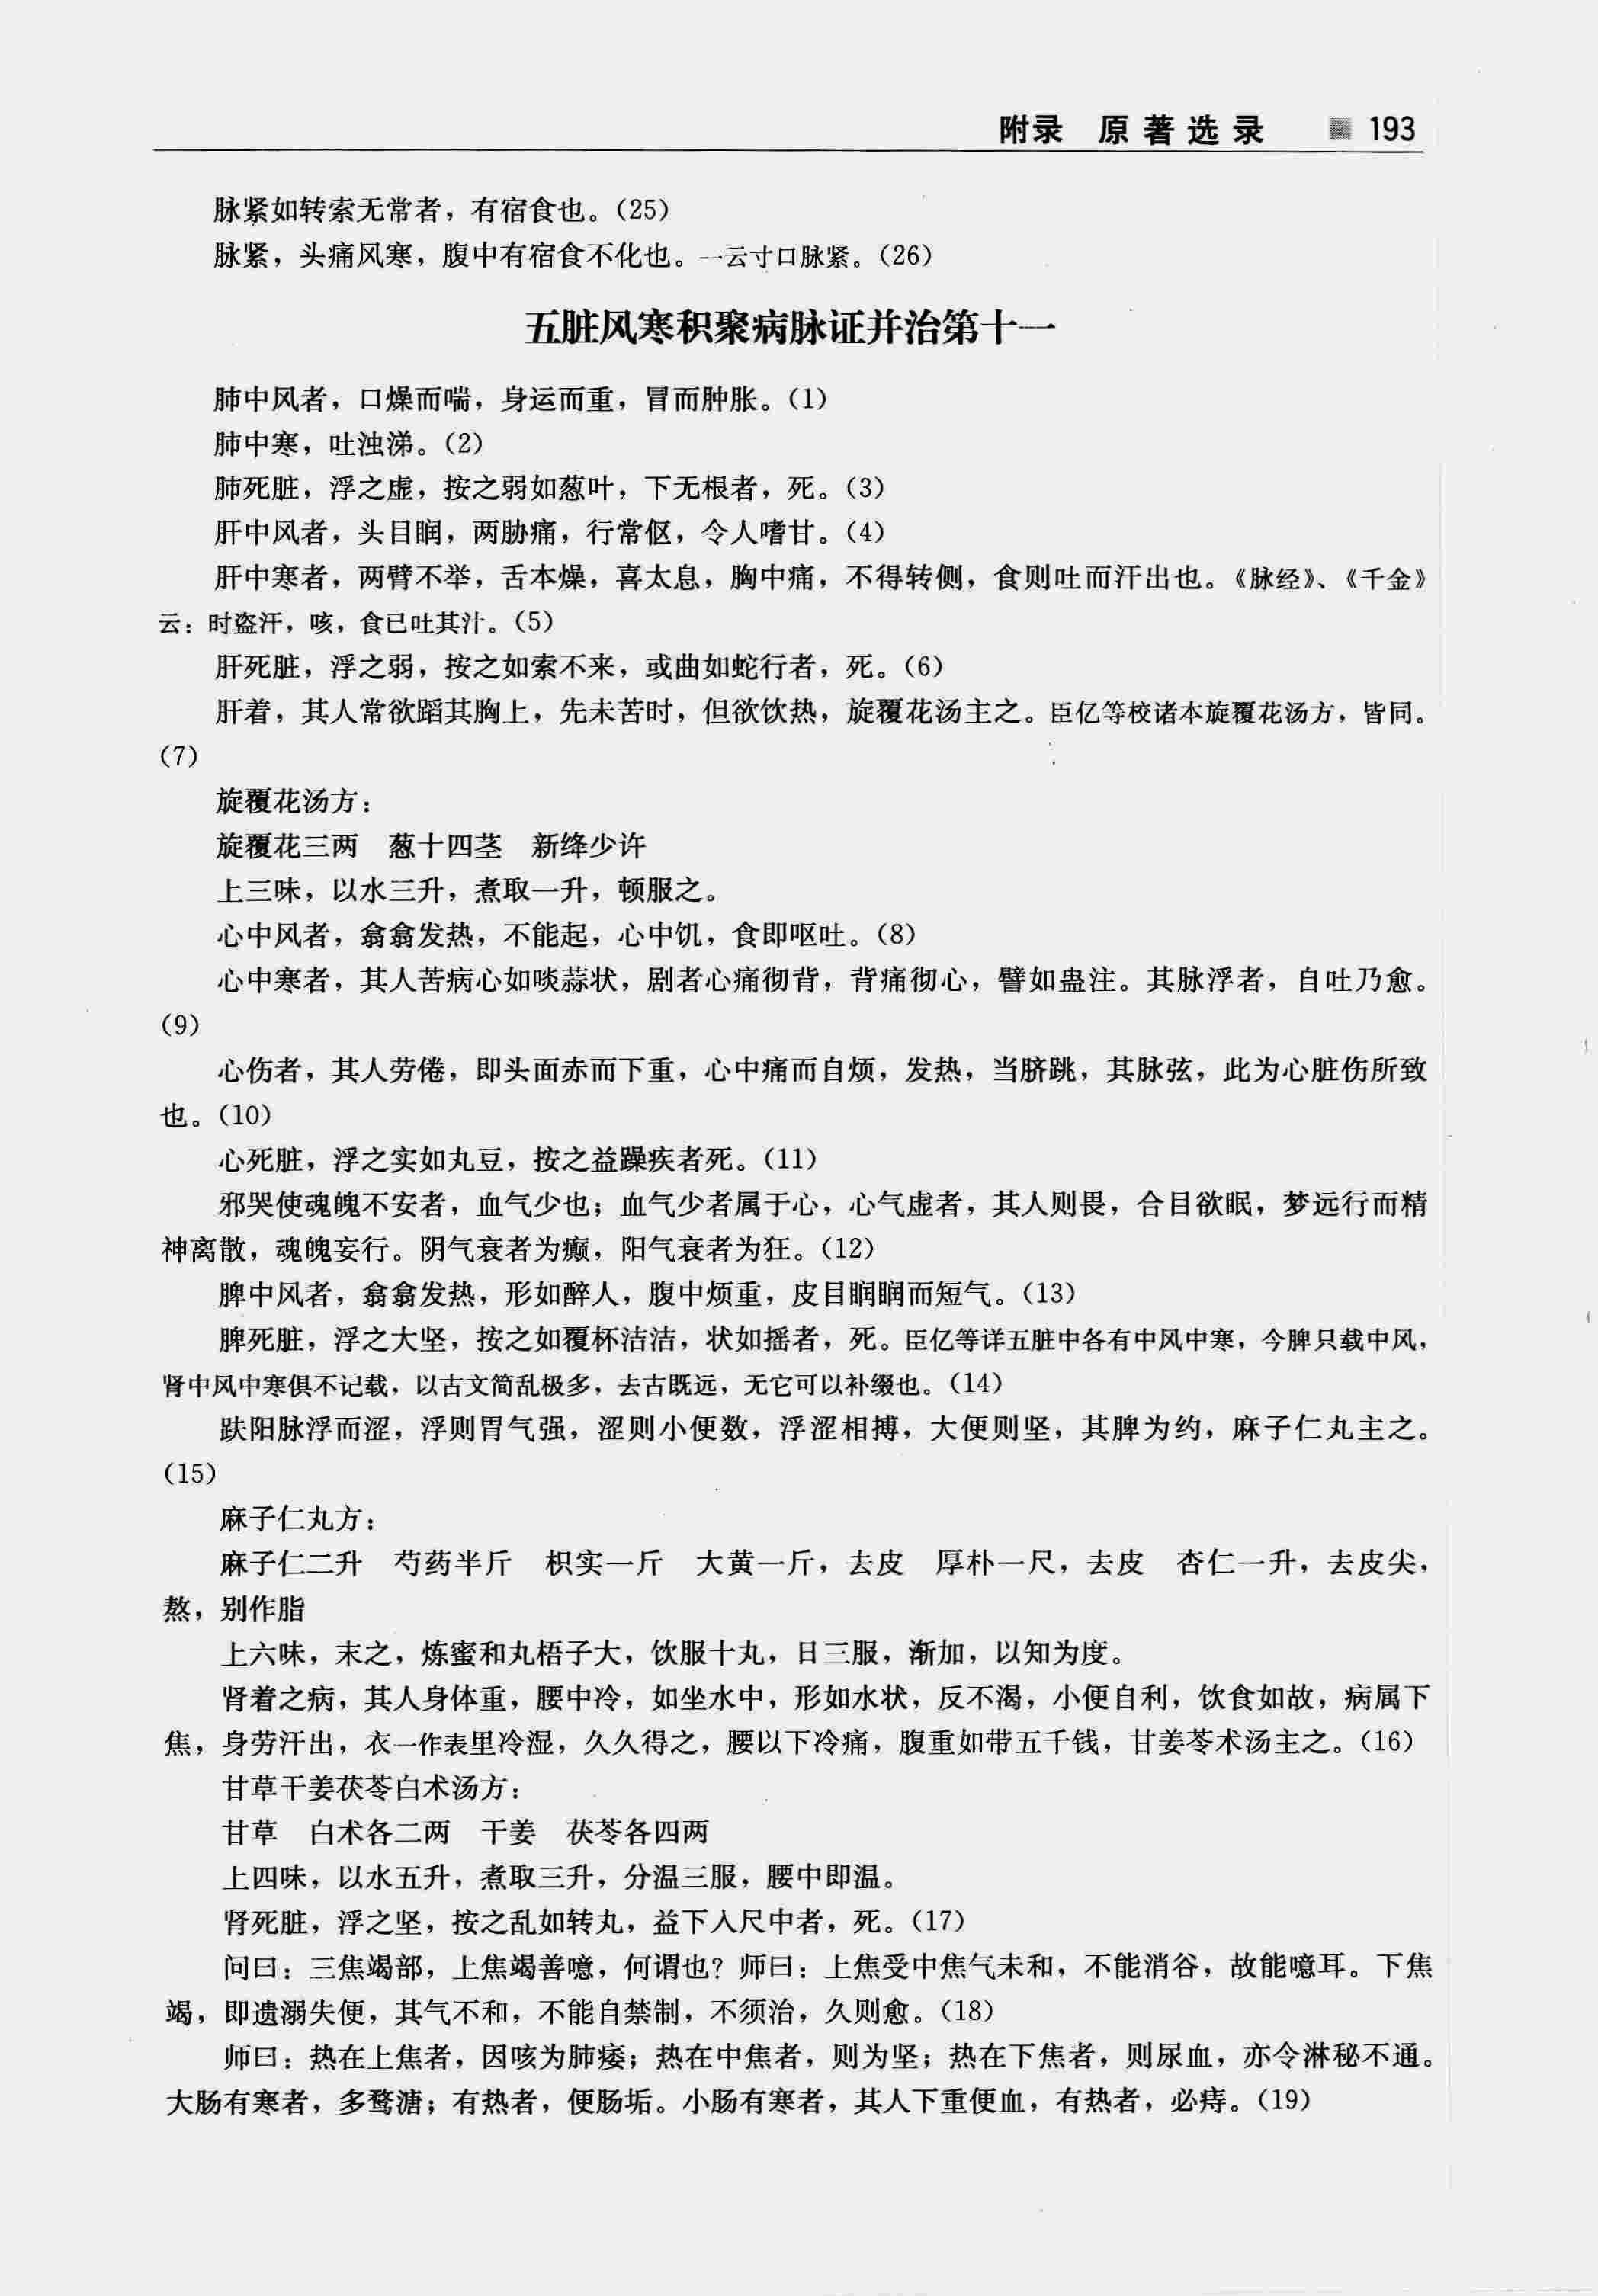 附录 原著选录 193
脉紧如转索无常者，有宿食也。（25）
脉紧，头痛风寒，腹中有宿食不化也。一云寸口脉紧。（26）
五脏风寒积聚病脉证并治第十一
肺中风者，口燥而喘，身运而重，冒而肿胀。（1）
肺中寒，吐浊涕。（2）
肺死脏，浮之虚，按之弱如葱叶，下无根者，死。（3）
肝中风者，头目𥆧，两胁痛，行常伛，令人嗜甘。（4）
肝中寒者，两臂不举，舌本燥，喜太息，胸中痛，不得转侧，食则吐而汗出也。《脉经》、《千金》
云：时盗汗，咳，食已吐其汁。（5）
肝死脏，浮之弱，按之如索不来，或曲如蛇行者，死。（6）
肝着，其人常欲蹈其胸上，先未苦时，但欲饮热，旋覆花汤主之。臣亿等校诸本旋覆花汤方，皆同。
（7）
旋覆花汤方：
旋覆花三两 葱十四茎 新绛少许
上三味，以水三升，煮取一升，顿服之。
心中风者，翕翕发热，不能起，心中饥，食即呕吐。（8）
心中寒者，其人苦病心如啖蒜状，剧者心痛彻背，背痛彻心，譬如蛊注。其脉浮者，自吐乃愈。
（9）
心伤者，其人劳倦，即头面赤而下重，心中痛而自烦，发热，当脐跳，其脉弦，此为心脏伤所致
也。（10）
心死脏，浮之实如丸豆，按之益躁疾者死。（11）
邪哭使魂魄不安者，血气少也；血气少者属于心，心气虚者，其人则畏，合目欲眠，梦远行而精
神离散，魂魄妄行。阴气衰者为癫，阳气衰者为狂。（12）
脾中风者，翕翕发热，形如醉人，腹中烦重，皮目𥆧𥆧而短气。（13）
脾死脏，浮之大坚，按之如覆杯洁洁，状如摇者，死。臣亿等详五脏中各有中风中寒，今脾只载中风，
肾中风中寒俱不记载，以古文简乱极多，去古既远，无它可以补缀也。（14）
趺阳脉浮而涩，浮则胃气强，涩则小便数，浮涩相搏，大便则坚，其脾为约，麻子仁丸主之。
（15）
麻子仁丸方：
麻子仁二升 芍药半斤 枳实一斤 大黄一斤，去皮 厚朴一尺，去皮 杏仁一升，去皮尖，
熬，别作脂
上六味，末之，炼蜜和丸梧子大，饮服十丸，日三服，渐加，以知为度。
肾着之病，其人身体重，腰中冷，如坐水中，形如水状，反不渴，小便自利，饮食如故，病属下
焦，身劳汗出，衣一作表里冷湿，久久得之，腰以下冷痛，腹重如带五千钱，甘姜苓术汤主之。（16）
甘草干姜茯苓白术汤方：
甘草 白术各二两 干姜 茯苓各四两
上四味，以水五升，煮取三升，分温三服，腰中即温。
肾死脏，浮之坚，按之乱如转丸，益下入尺中者，死。（17）
问曰：三焦竭部，上焦竭善噫，何谓也？师曰：上焦受中焦气未和，不能消谷，故能噫耳。下焦
竭，即遗溺失便，其气不和，不能自禁制，不须治，久则愈。（18）
师曰：热在上焦者，因咳为肺痿；热在中焦者，则为坚；热在下焦者，则尿血，亦令淋秘不通。
大肠有寒者，多鹜溏；有热者，便肠垢。小肠有寒者，其人下重便血，有热者，必痔。（19）